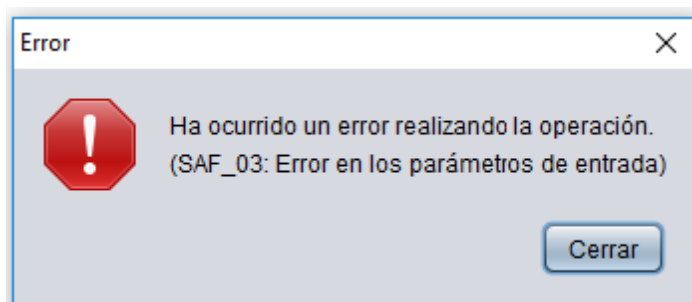 Error
Ha ocurrido un error realizando la operación.
(SAF_03: Error en los parámetros de entrada)
Cerrar